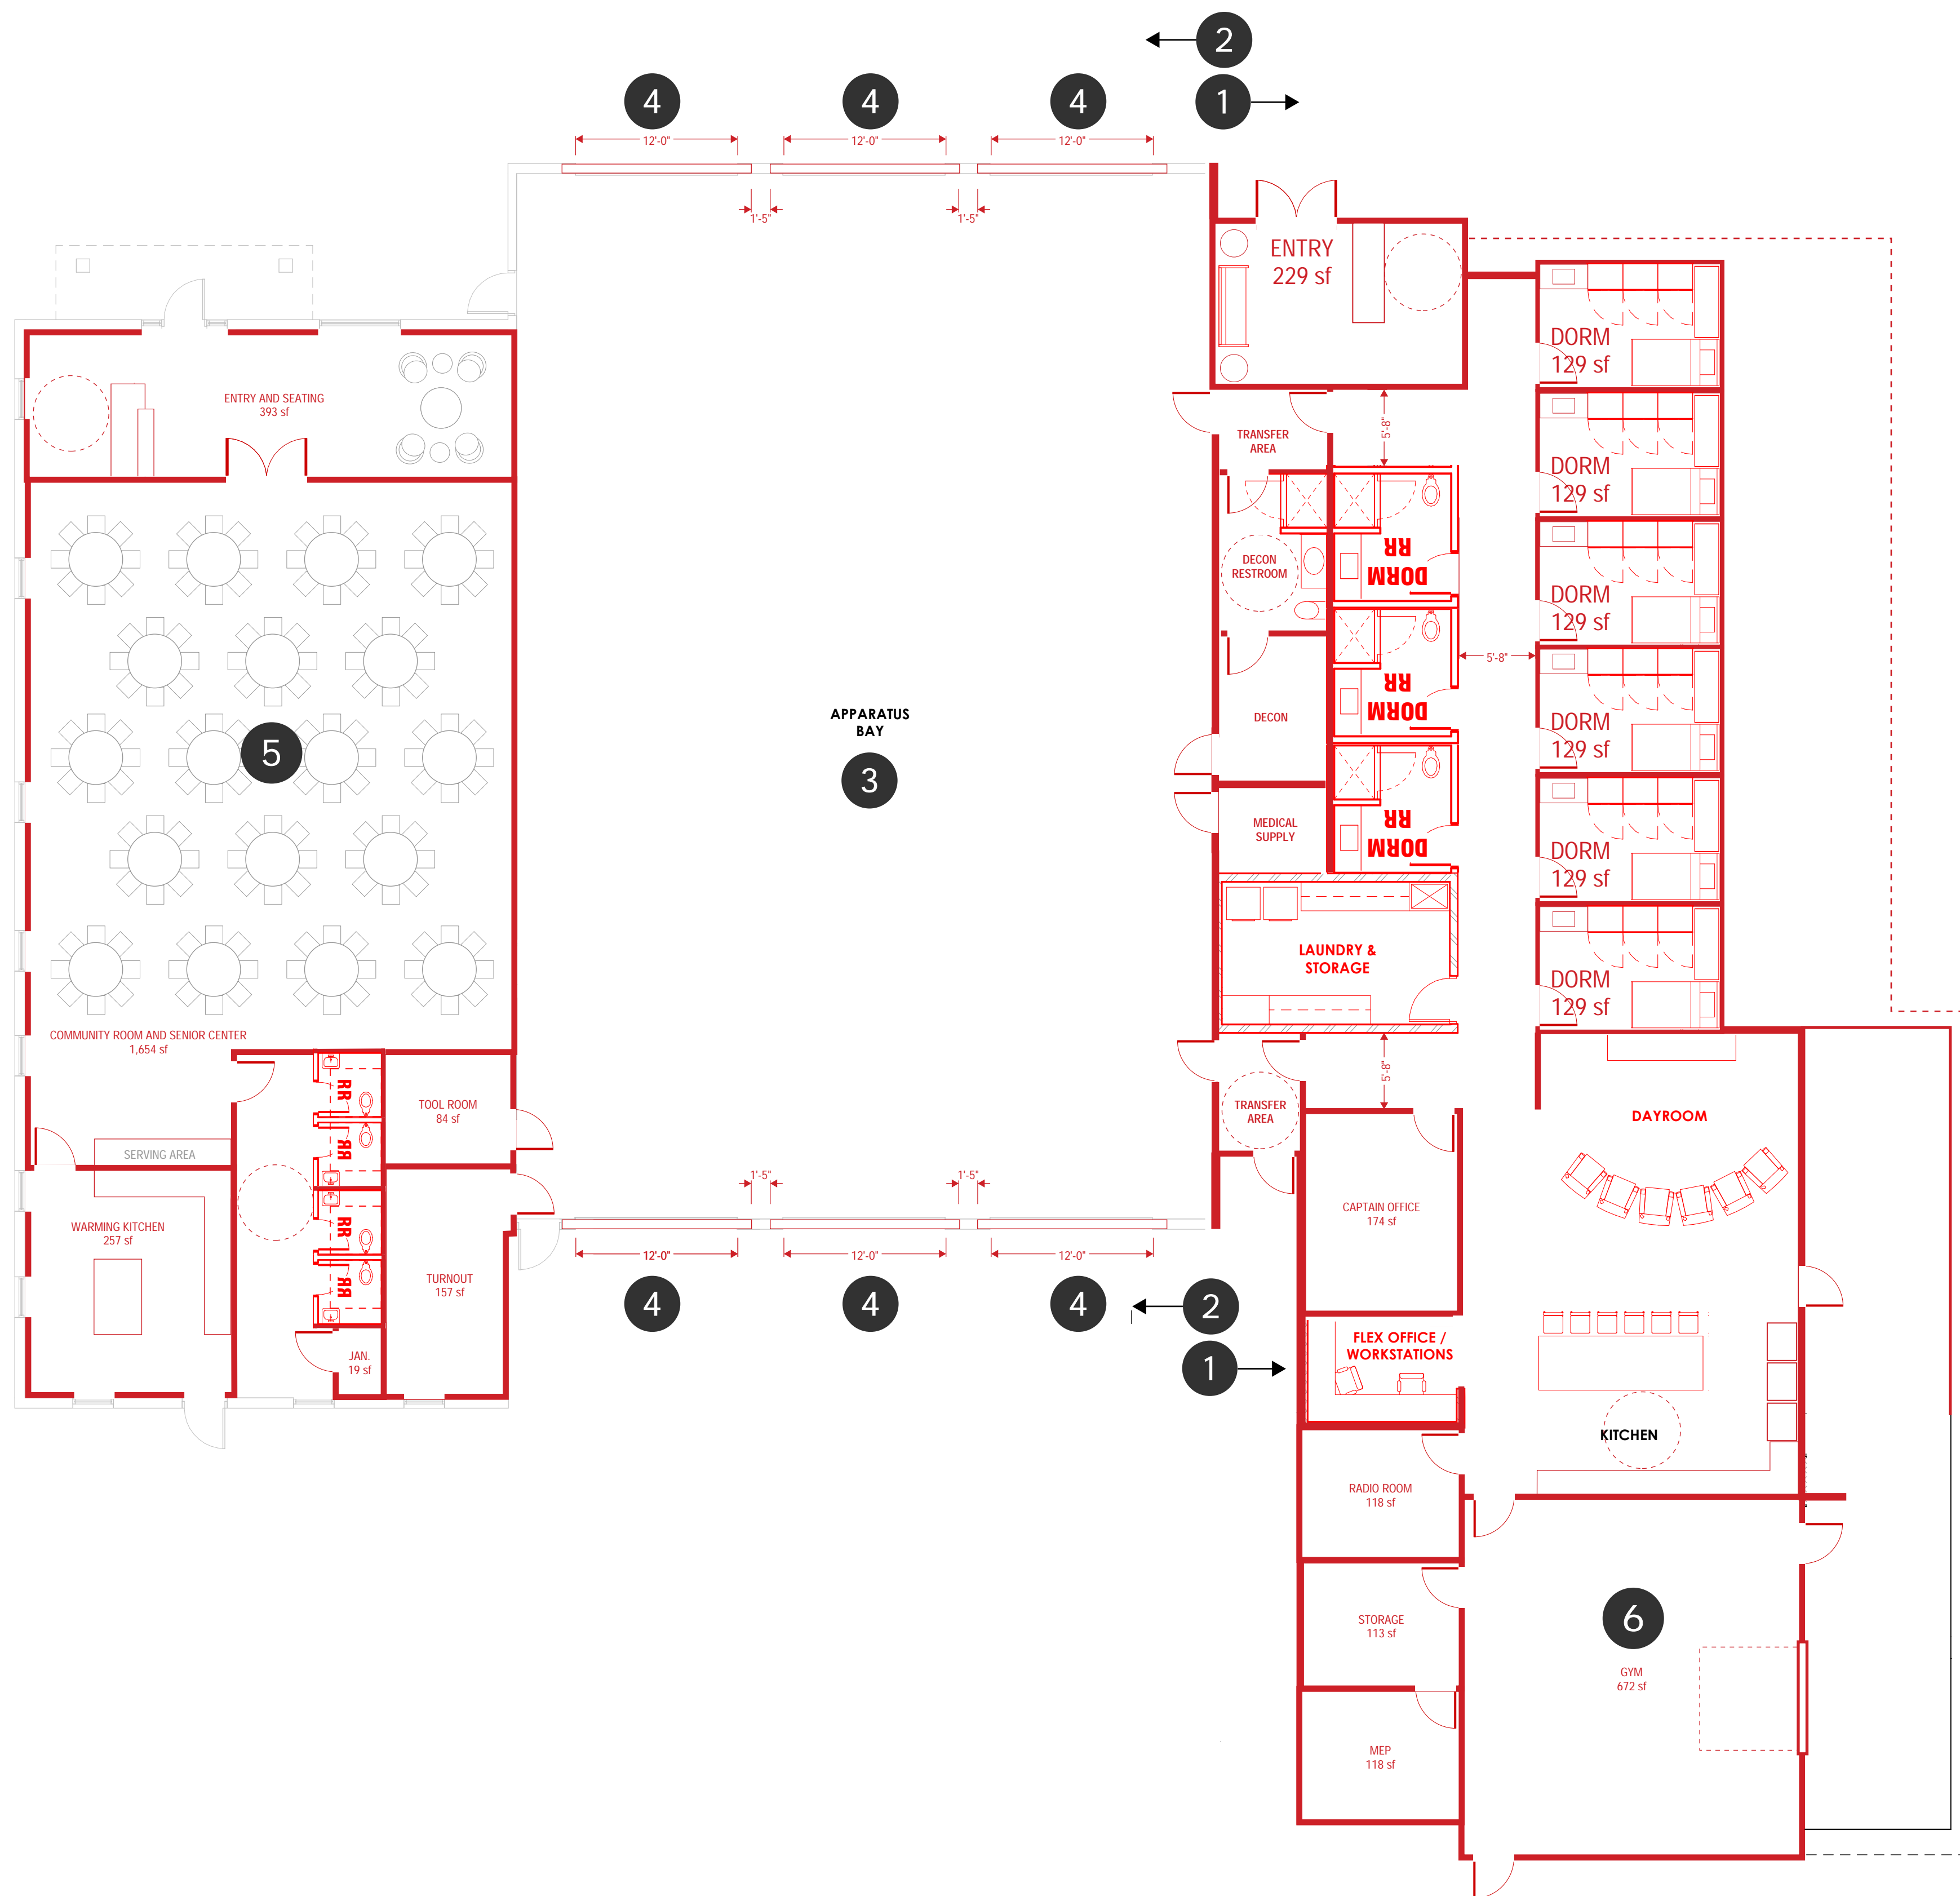 2
4
4
4
1
12'-0"
12'-0"
12'-0"
1'-5"
1'-5"
ENTRY
229 sf
DORM
129 sf
ENTRY AND SEATING
393 sf
5'-8"
TRANSFER
AREA
DORM
129 sf
DECON
RESTROOM
DORM
RR
DORM
129 sf
5'-8"
DORM
RR
DECON
DORM
129 sf
APPARATUS
BAY
3
5
MEDICAL
SUPPLY
DORM
RR
DORM
129 sf
LAUNDRY &
STORAGE
DORM
129 sf
COMMUNITY ROOM AND SENIOR CENTER
1,654 sf
5'-8"
RR
TOOL ROOM
84 sf
TRANSFER
AREA
DAYROOM
RR
SERVING AREA
1'-5"
1'-5"
CAPTAIN OFFICE
174 sf
WARMING KITCHEN
257 sf
RR
12'-0"
12'-0"
12'-0"
RR
TURNOUT
157 sf
4
4
4
2
JAN.
19 sf
1
FLEX OFFICE /
WORKSTATIONS
KITCHEN
RADIO ROOM
118 sf
STORAGE
113 sf
6
GYM
672 sf
MEP
118 sf